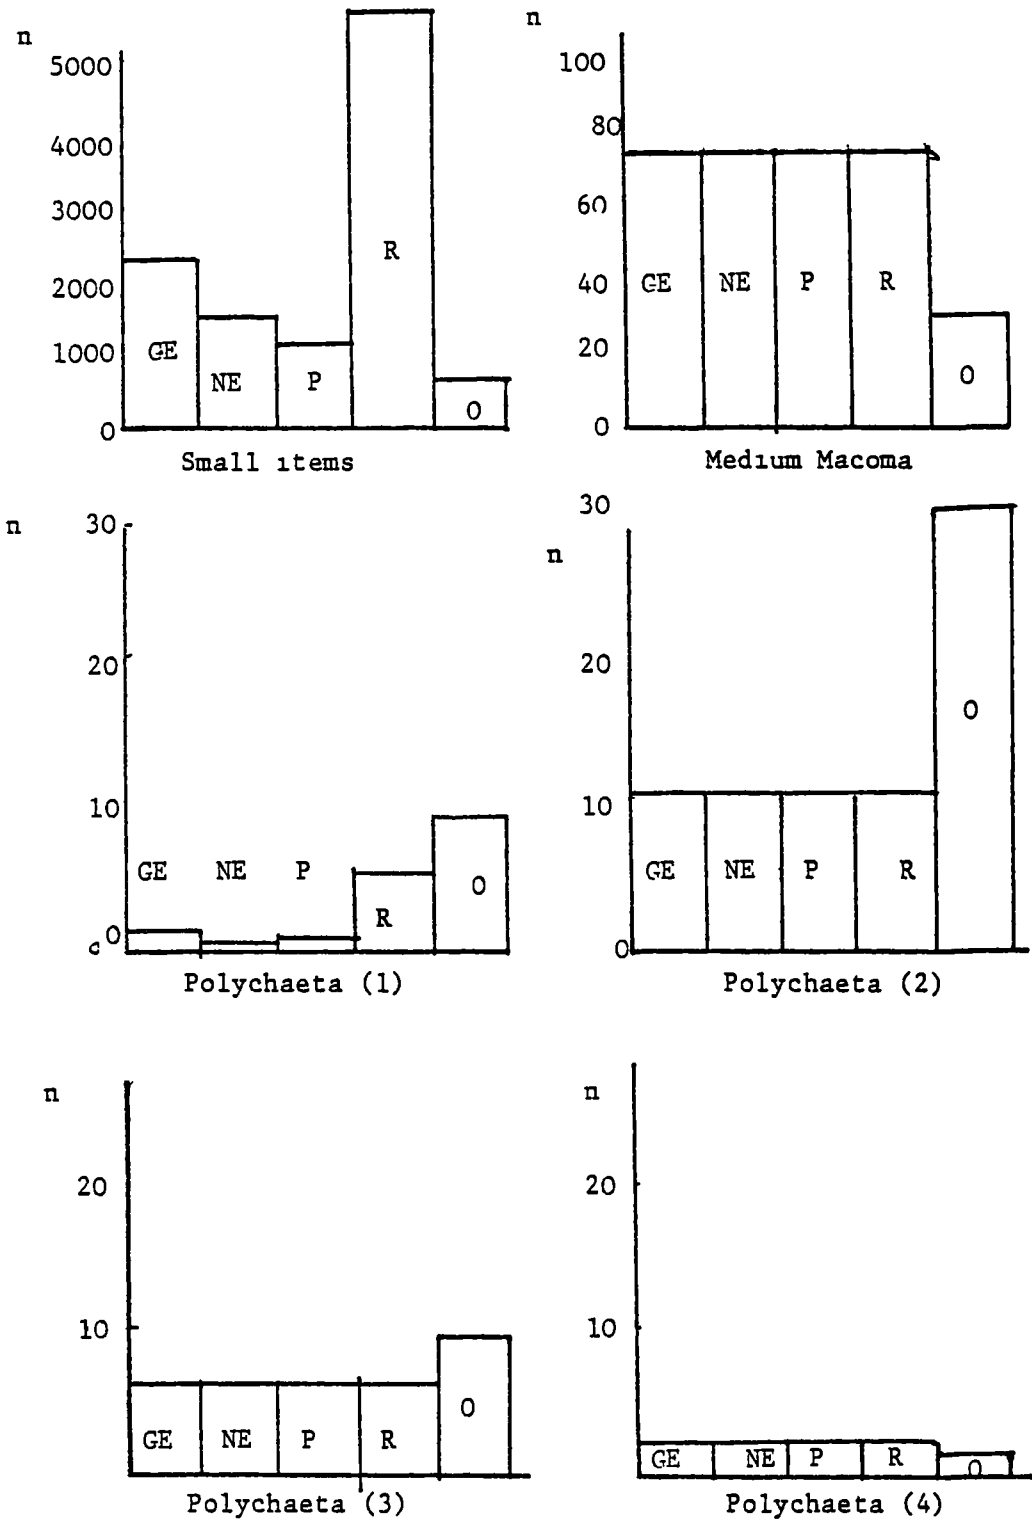 n
5000
4000
3000
2000
1000
0
GE
NE
P
R
O
Small items
n
100
80
60
40
20
0
GE
NE
P
R
O
Medium Macoma
n
30
20
10
0
GE
NE
P
R
O
Polychaeta (1)
n
30
20
10
0
GE
NE
P
R
O
Polychaeta (2)
n
20
10
GE
NE
P
R
O
Polychaeta (3)
n
20
10
GE
NE
P
R
O
Polychaeta (4)